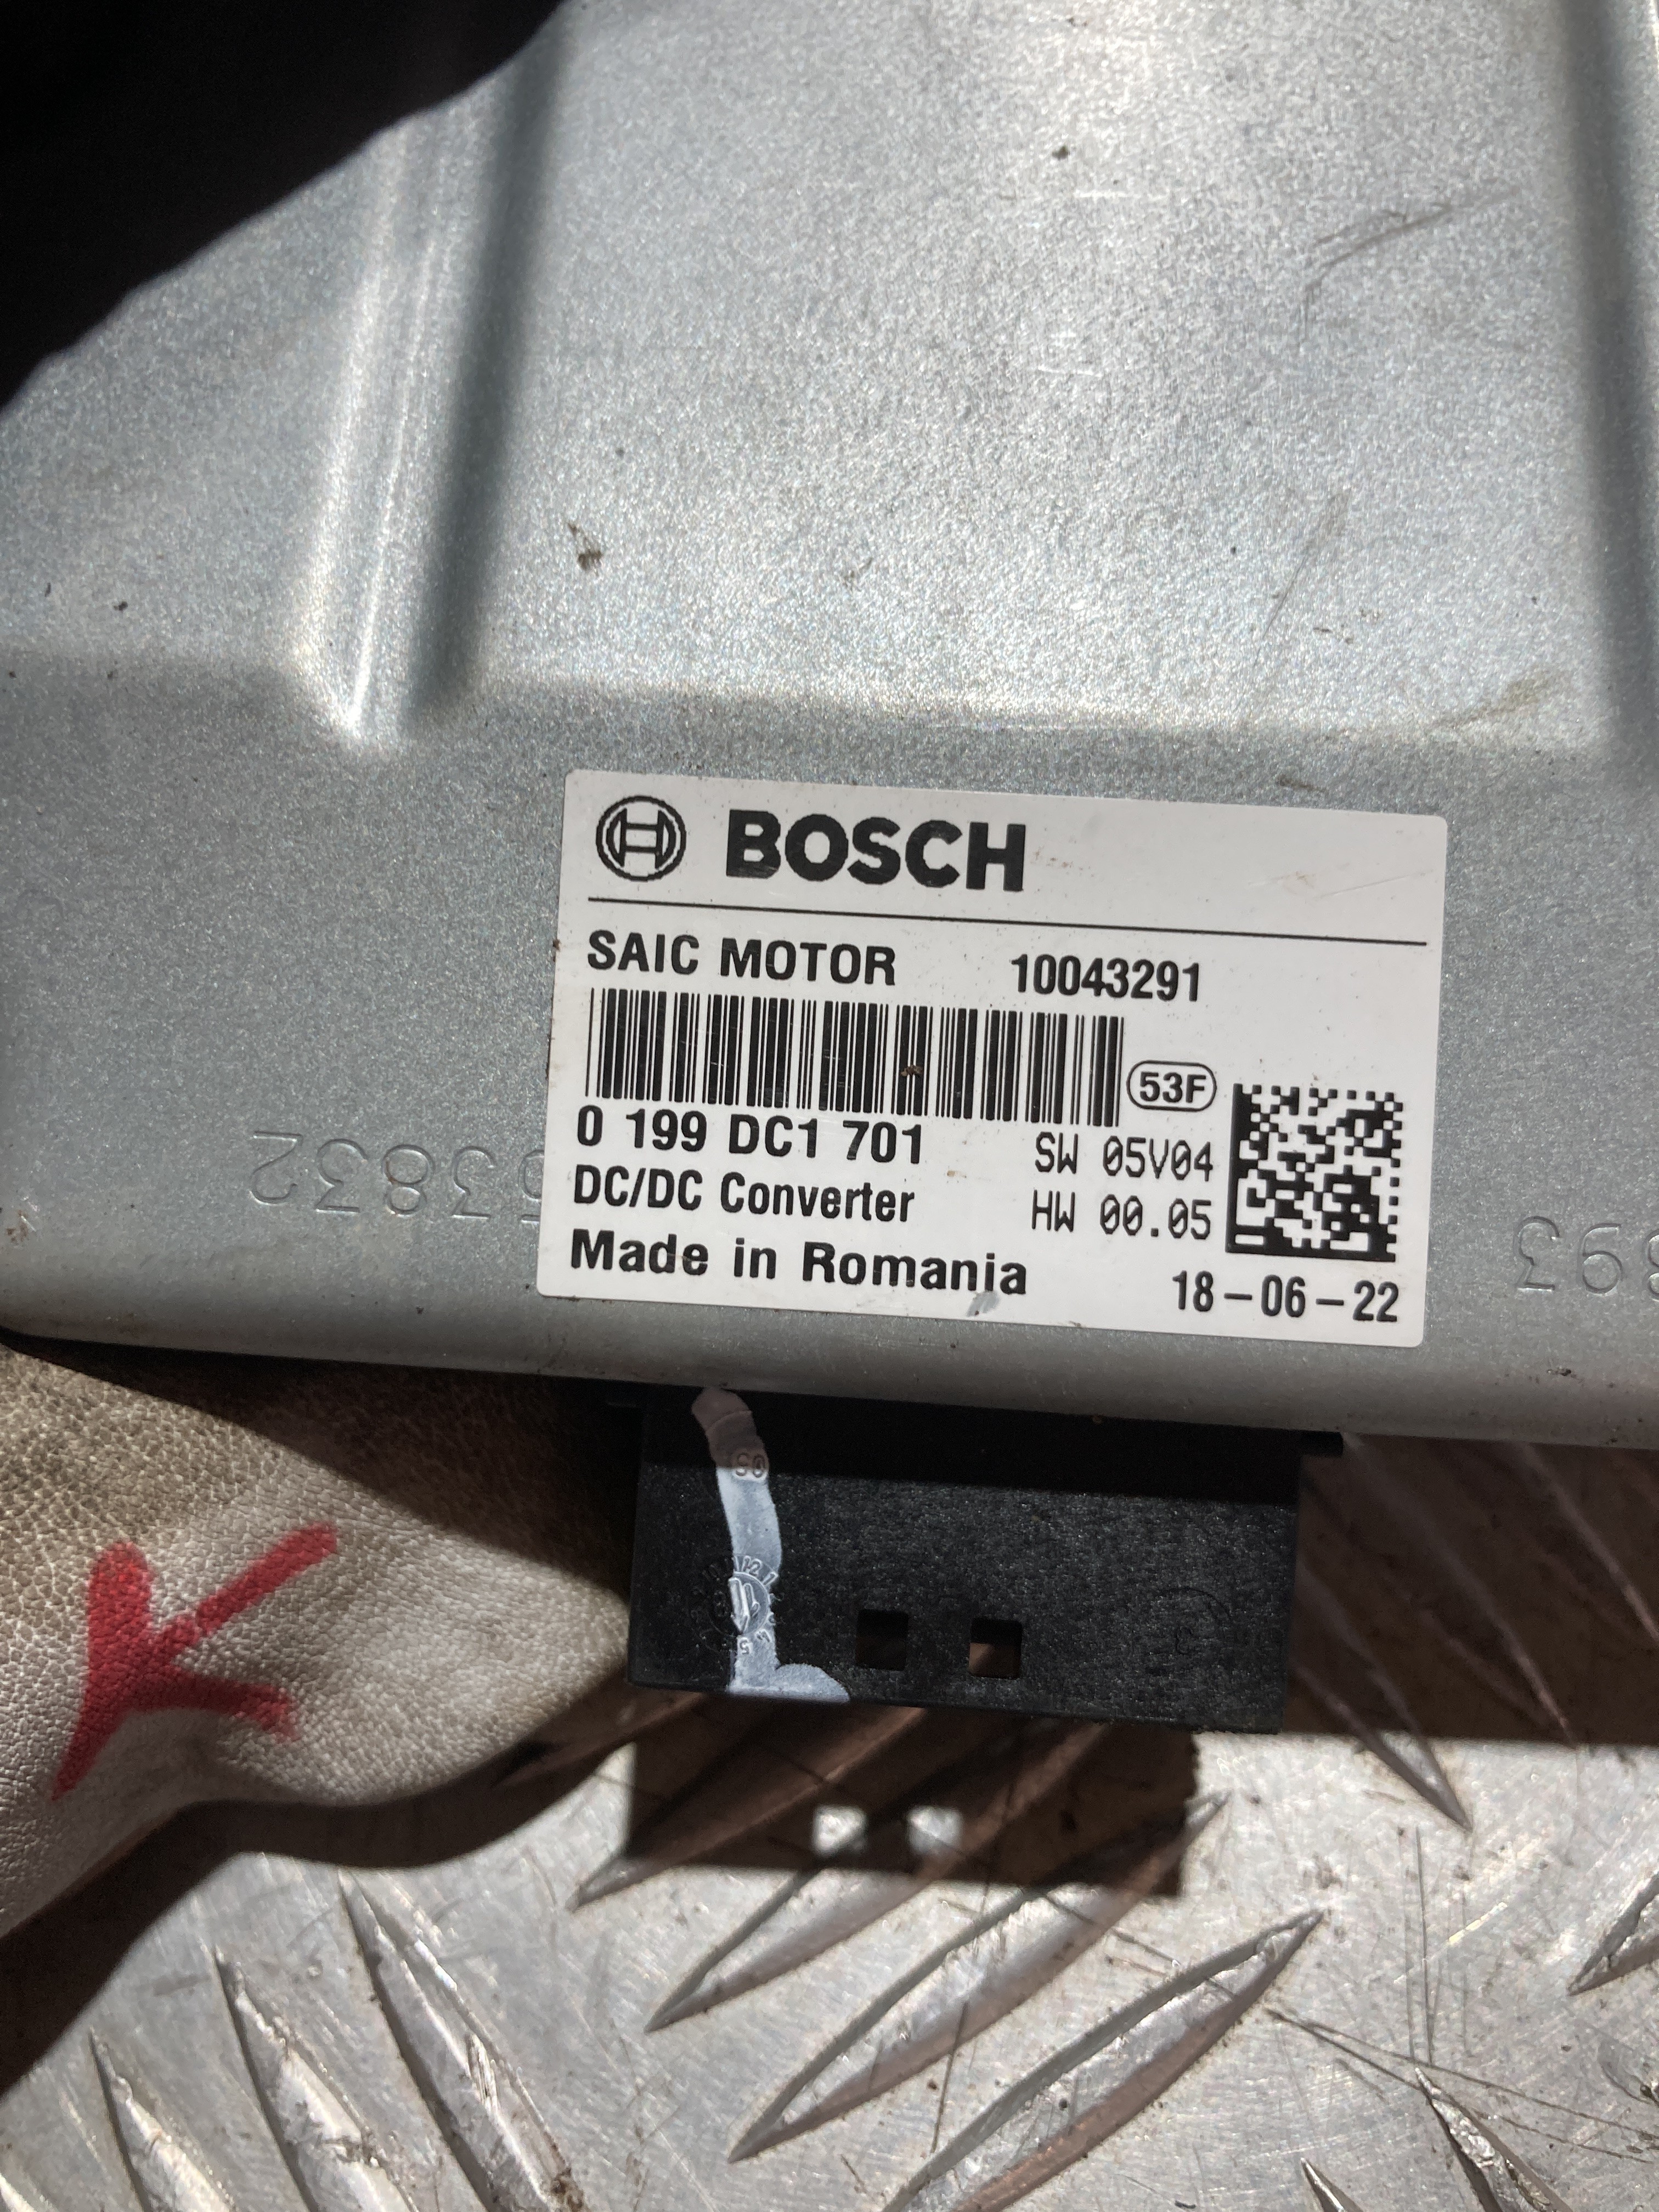 BOSCH
SAIC MOTOR 10043291
53F
0 199 DC1 701 SW 05V04
DC/DC Converter HW 00.05
Made in Romania 18-06-22
K